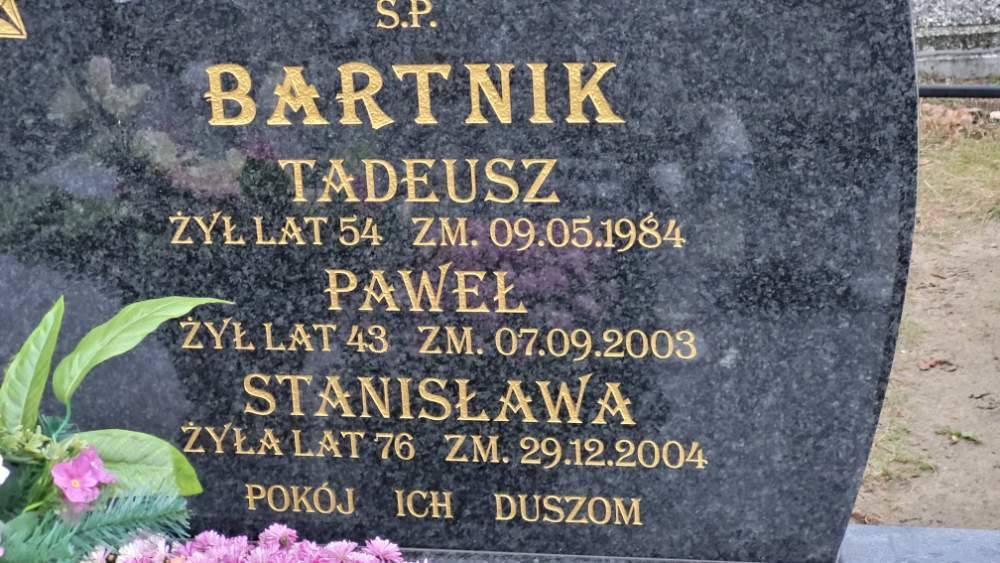 Ś.P.
BARTNIK
TADEUSZ
ŻYŁ LAT 54 ZM. 09.05.1984
PAWEŁ
ŻYŁ LAT 43 ZM. 07.09.2003
STANISŁAWA
ŻYŁA LAT 76 ZM. 29.12.2004
POKÓJ ICH DUSZOM